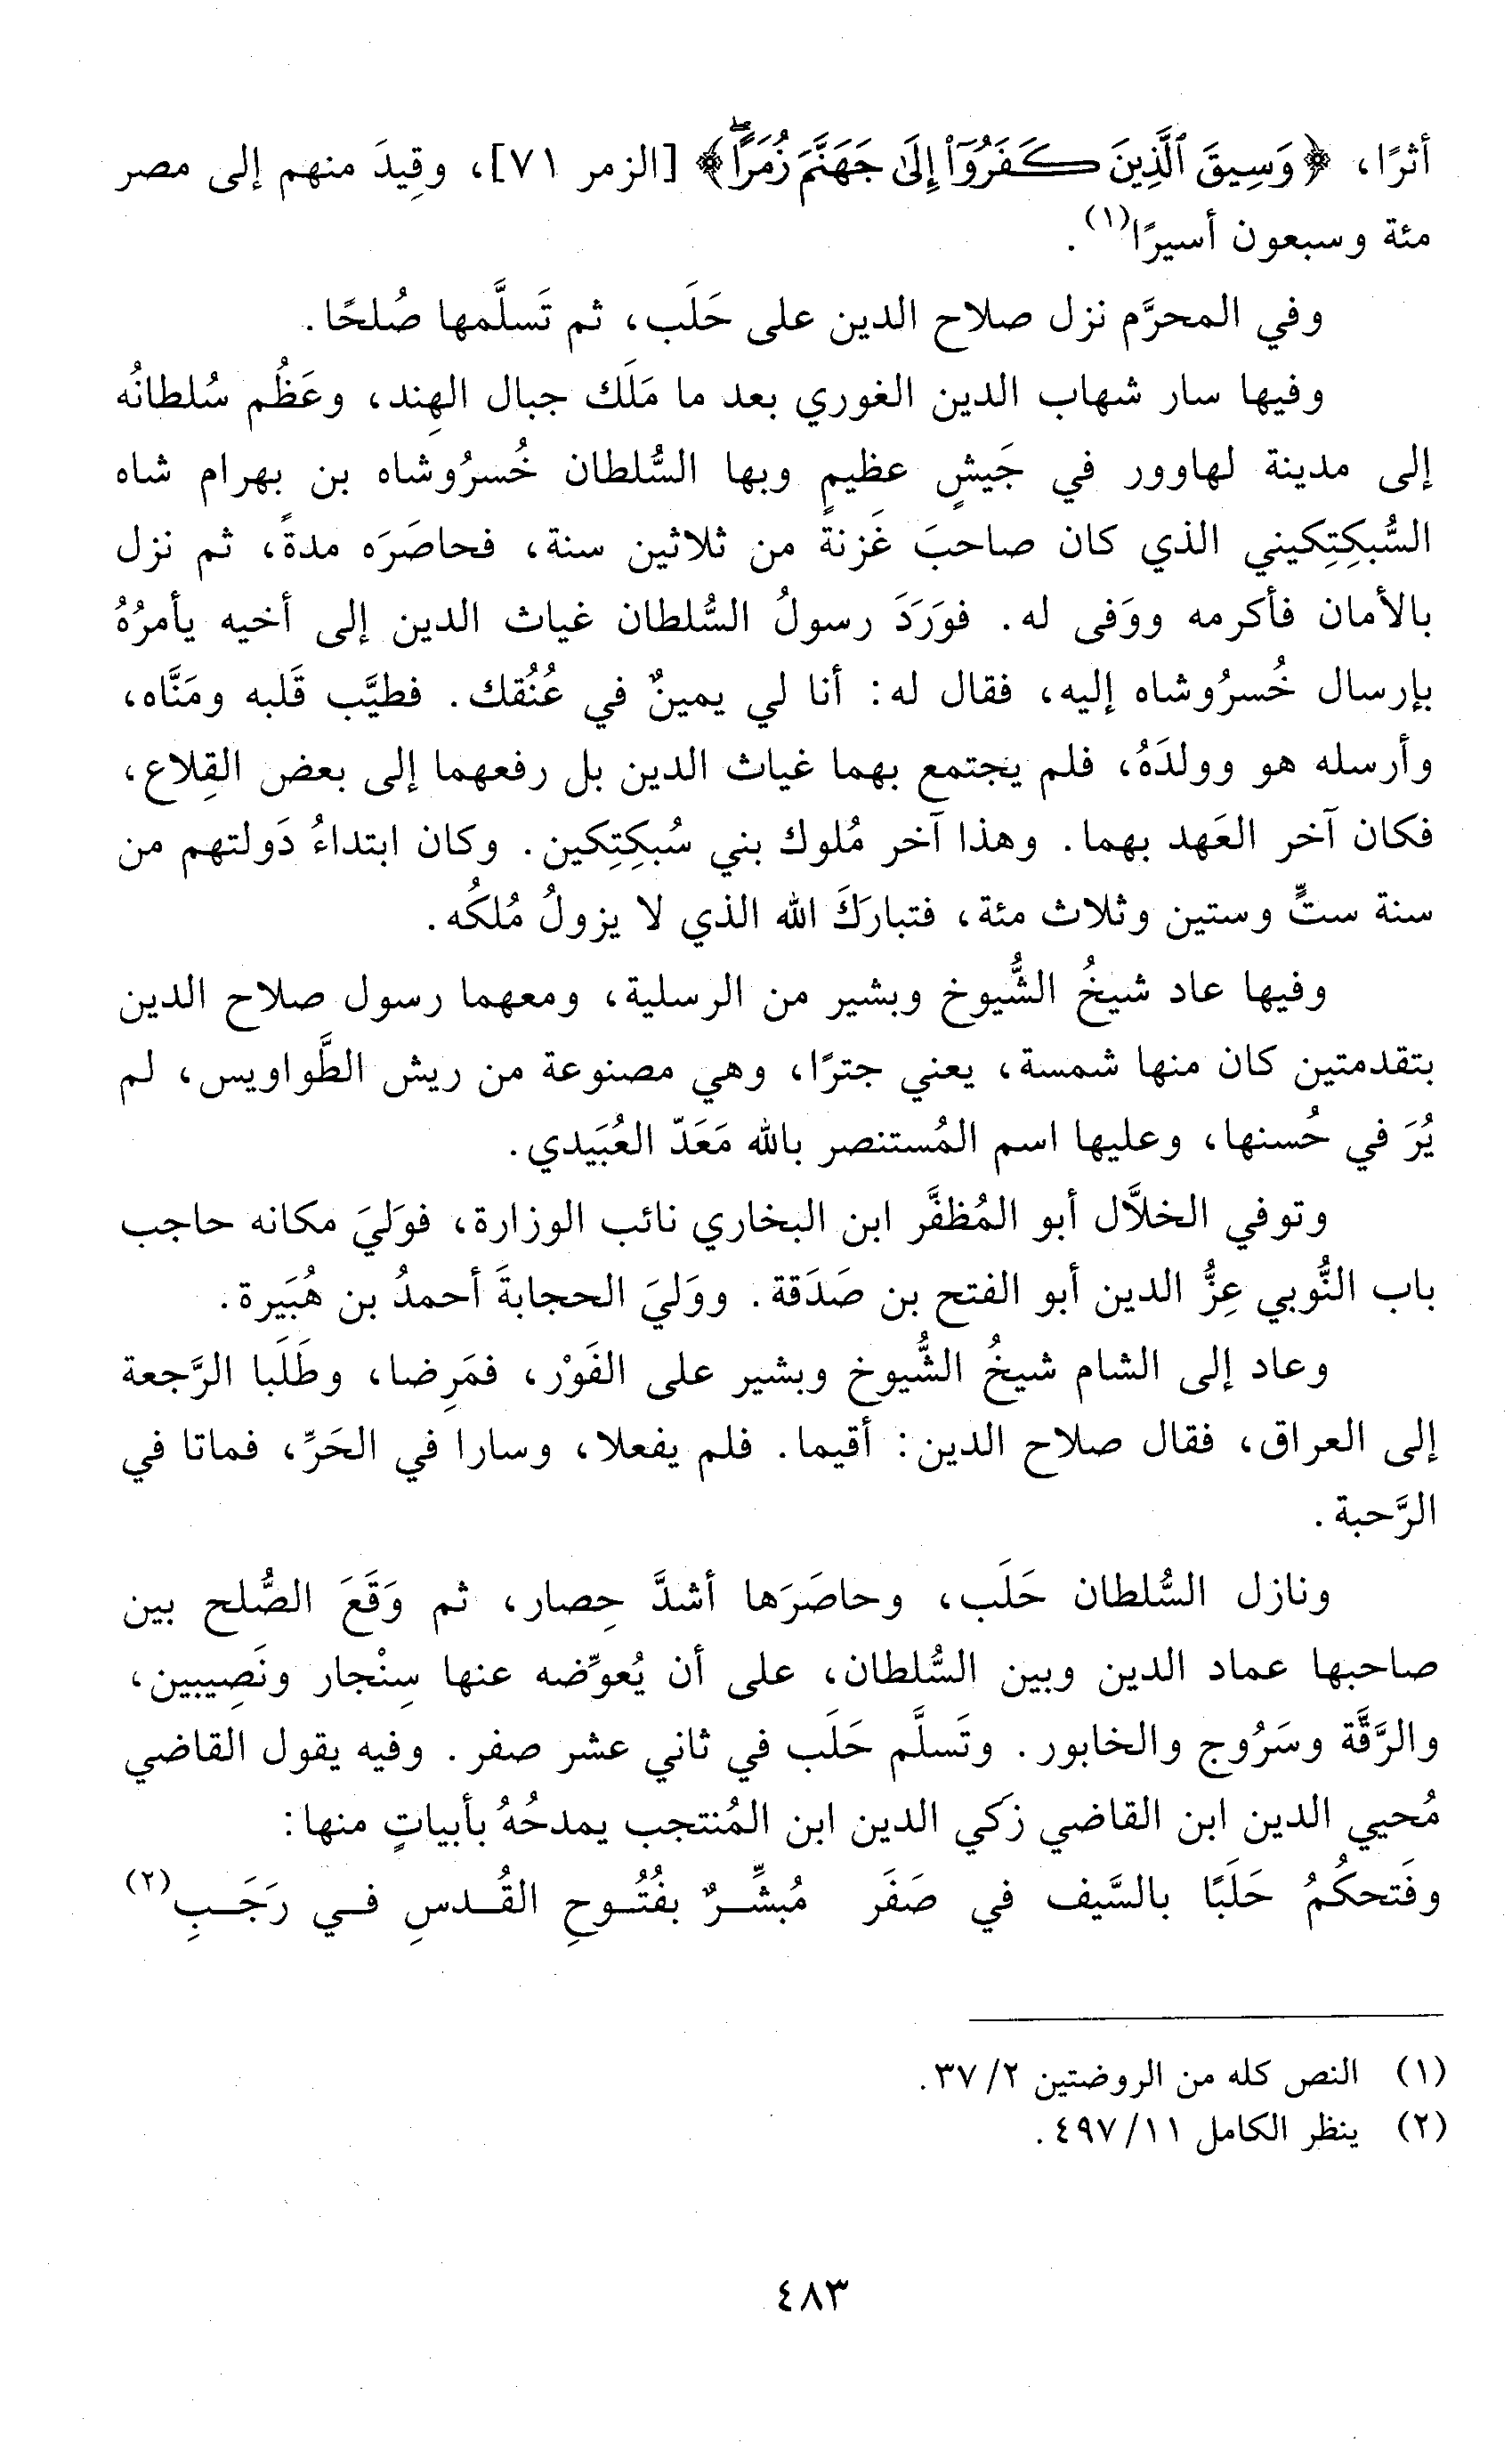 أثرًا، ﴿وَسِيقَ ٱلَّذِينَ كَفَرُوٓا۟ إِلَىٰ جَهَنَّمَ زُمَرًاۖ﴾ [الزمر ٧١]، وقِيدَ منهم إلى مصر
مئة وسبعون أسيرًا(١).
وفي المحرَّم نزل صلاح الدين على حَلَب، ثم تَسلَّمها صُلحًا.
وفيها سار شهاب الدين الغوري بعد ما مَلَك جبال الهِند، وعَظُم سُلطانُه
إلى مدينة لهاوور في جَيشٍ عظيمٍ وبها السُّلطان خُسرُوشاه بن بهرام شاه
السُّبكِتِكيني الذي كان صاحبَ غَزنةً من ثلاثين سنة، فحاصَرَه مدةً، ثم نزل
بالأمان فأكرمه ووَفى له. فوَرَدَ رسولُ السُّلطان غياث الدين إلى أخيه يأمرُهُ
بإرسال خُسرُوشاه إليه، فقال له: أنا لي يمينٌ في عُنُقك. فطيَّب قَلبه ومَنَّاه،
وأرسله هو وولدَهُ، فلم يجتمع بهما غياث الدين بل رفعهما إلى بعض القِلاع،
فكان آخر العَهد بهما. وهذا آخر مُلوك بني سُبكِتِكين. وكان ابتداءُ دَولتهم من
سنة ستٍّ وستين وثلاث مئة، فتبارَكَ الله الذي لا يزولُ مُلكُه.
وفيها عاد شيخُ الشُّيوخ وبشير من الرسلية، ومعهما رسول صلاح الدين
بتقدمتين كان منها شمسة، يعني جترًا، وهي مصنوعة من ريش الطَّواويس، لم
يُرَ في حُسنها، وعليها اسم المُستنصر بالله مَعَدّ العُبَيدي.
وتوفي الخلاَّل أبو المُظفَّر ابن البخاري نائب الوزارة، فوَليَ مكانه حاجب
باب النُّوبي عِزُّ الدين أبو الفتح بن صَدَقة. ووَليَ الحجابةَ أحمدُ بن هُبَيرة.
وعاد إلى الشام شيخُ الشُّيوخ وبشير على الفَوْر، فمَرِضا، وطَلَبا الرَّجعة
إلى العراق، فقال صلاح الدين: أقيما. فلم يفعلا، وسارا في الحَرِّ، فماتا في
الرَّحبة.
ونازل السُّلطان حَلَب، وحاصَرَها أشدَّ حِصار، ثم وَقَعَ الصُّلح بين
صاحبها عماد الدين وبين السُّلطان، على أن يُعوِّضه عنها سِنْجار ونَصِيبين،
والرَّقَّة وسَرُوج والخابور. وتَسلَّم حَلَب في ثاني عشر صفر. وفيه يقول القاضي
مُحيي الدين ابن القاضي زكي الدين ابن المُنتجب يمدحُهُ بأبياتٍ منها:
وفَتحكُمُ حَلَبًا بالسَّيف في صَفَر مُبشِّـرٌ بفُتُـوحِ القُـدسِ فـي رَجَـبِ(٢)
(١) النص كله من الروضتين ٢/ ٣٧.
(٢) ينظر الكامل ١١/ ٤٩٧.
٤٨٣